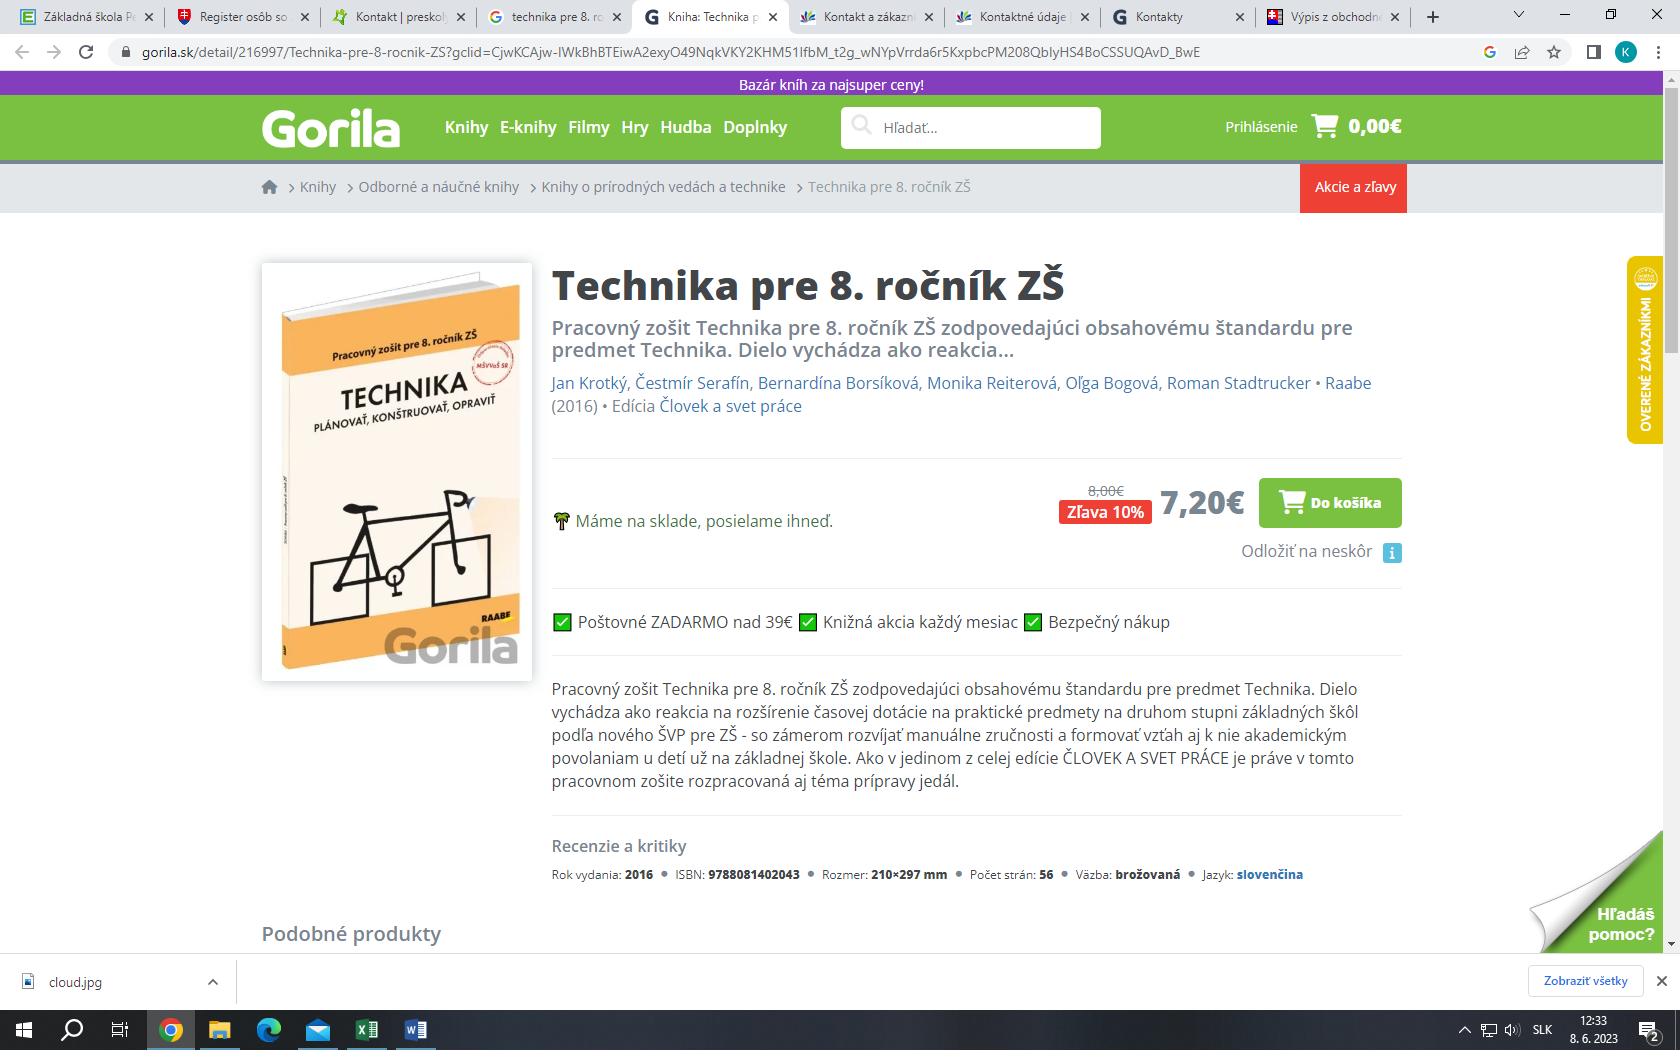 Základná škola Pe
Register osôb so
Kontakt | preskoly
technika pre 8. ro
Kniha: Technika p
Kontakt a zákazn
Kontaktné údaje |
Kontakty
Výpis z obchodné
gorila.sk/detail/216997/Technika-pre-8-rocnik-ZS?gclid=CjwKCAjw-IWkBhBTEiwA2exyO49NqkVKY2KHM51IfbM_t2g_wNYpVrrda6r5KxpbcPM208QbIyHS4BoCSSUQAvD_BwE
K
Bazár kníh za najsuper ceny!
Gorila
Knihy E-knihy Filmy Hry Hudba Doplnky
Hľadať...
Prihlásenie
0,00€
Knihy
Odborné a náučné knihy
Knihy o prírodných vedách a technike
Technika pre 8. ročník ZŠ
Akcie a zľavy
Pracovný zošit pre 8. ročník ZŠ
MŠVVaŠ SR
TECHNIKA
PLÁNOVAŤ, KONŠTRUOVAŤ, OPRAVIŤ
RAABE
Gorila
Technika pre 8. ročník ZŠ
Pracovný zošit Technika pre 8. ročník ZŠ zodpovedajúci obsahovému štandardu pre
predmet Technika. Dielo vychádza ako reakcia...
Jan Krotký, Čestmír Serafín, Bernardína Borsíková, Monika Reiterová, Oľga Bogová, Roman Stadtrucker • Raabe
(2016) • Edícia Človek a svet práce
OVERENÉ ZÁKAZNÍKMI
Máme na sklade, posielame ihneď.
8,00€
Zľava 10%
7,20€
Do košíka
Odložiť na neskôr i
Poštovné ZADARMO nad 39€ Knižná akcia každý mesiac Bezpečný nákup
Pracovný zošit Technika pre 8. ročník ZŠ zodpovedajúci obsahovému štandardu pre predmet Technika. Dielo
vychádza ako reakcia na rozšírenie časovej dotácie na praktické predmety na druhom stupni základných škôl
podľa nového ŠVP pre ZŠ - so zámerom rozvíjať manuálne zručnosti a formovať vzťah aj k nie akademickým
povolaniam u detí už na základnej škole. Ako v jedinom z celej edície ČLOVEK A SVET PRÁCE je práve v tomto
pracovnom zošite rozpracovaná aj téma prípravy jedál.
Recenzie a kritiky
Rok vydania: 2016 • ISBN: 9788081402043 • Rozmer: 210×297 mm • Počet strán: 56 • Väzba: brožovaná • Jazyk: slovenčina
Hľadáš
pomoc?
Podobné produkty
cloud.jpg
Zobraziť všetky
SLK
12:33
8. 6. 2023
2